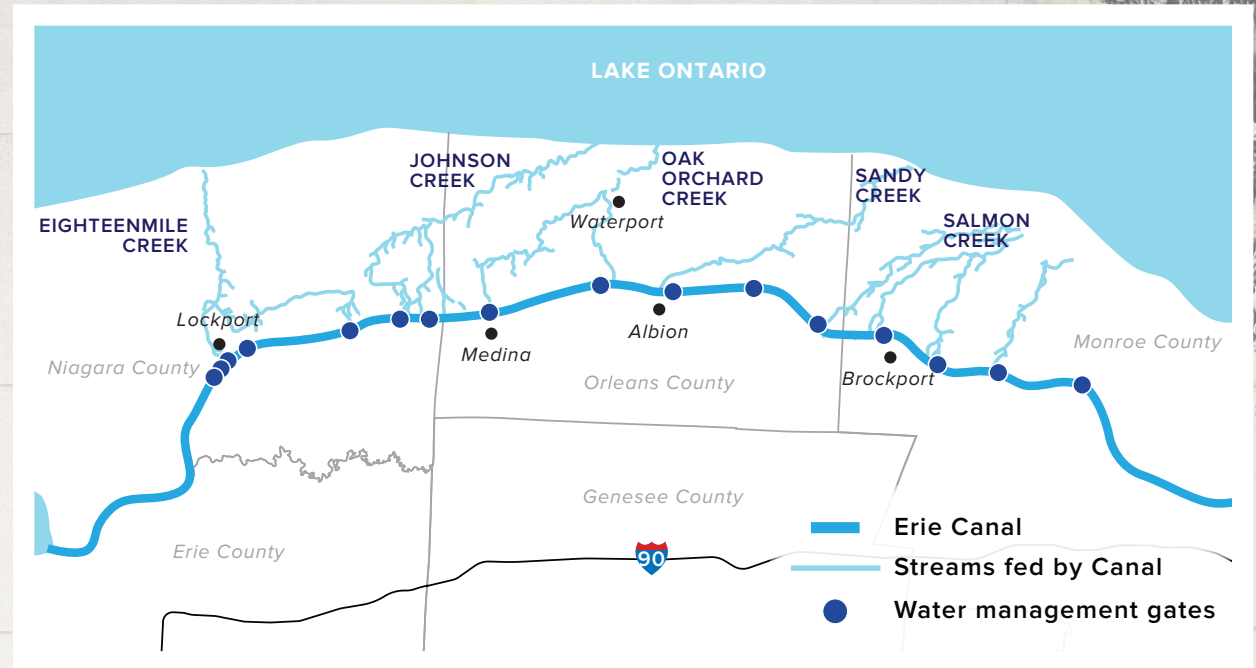 LAKE ONTARIO
JOHNSON
CREEK
OAK
ORCHARD
CREEK
SANDY
CREEK
SALMON
CREEK
EIGHTEENMILE
CREEK
Waterport
Lockport
Niagara County
Medina
Albion
Orleans County
Brockport
Monroe County
Genesee County
Erie County
90
Erie Canal
Streams fed by Canal
Water management gates